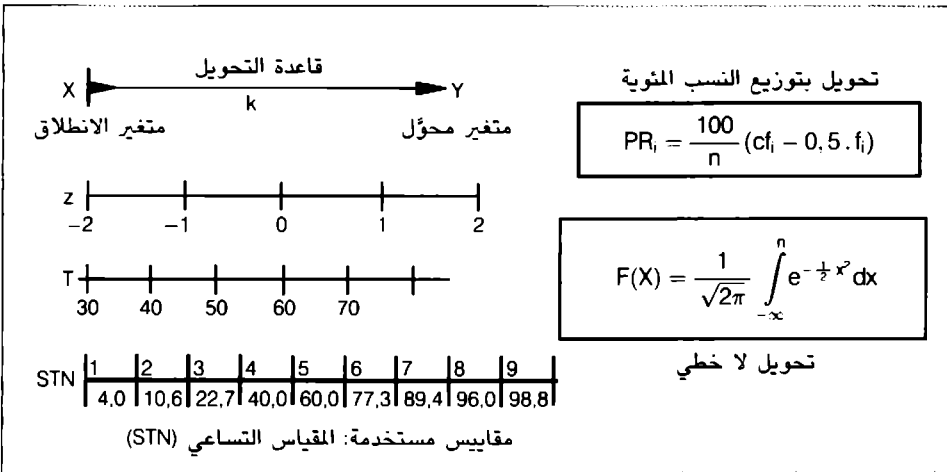 قاعدة التحويل
X Y
k
متغير الانطلاق متغير محوَّل
z
−2 −1 0 1 2
T
30 40 50 60 70
STN 1 2 3 4 5 6 7 8 9
4,0 10,6 22,7 40,0 60,0 77,3 89,4 96,0 98,8
مقاييس مستخدمة: المقياس التساعي (STN)
تحويل بتوزيع النسب المئوية
PRᵢ = 100/n (cfᵢ − 0,5 . fᵢ)
F(X) = 1/√2π ∫₋∞ⁿ e^(−½ x²) dx
تحويل لا خطي